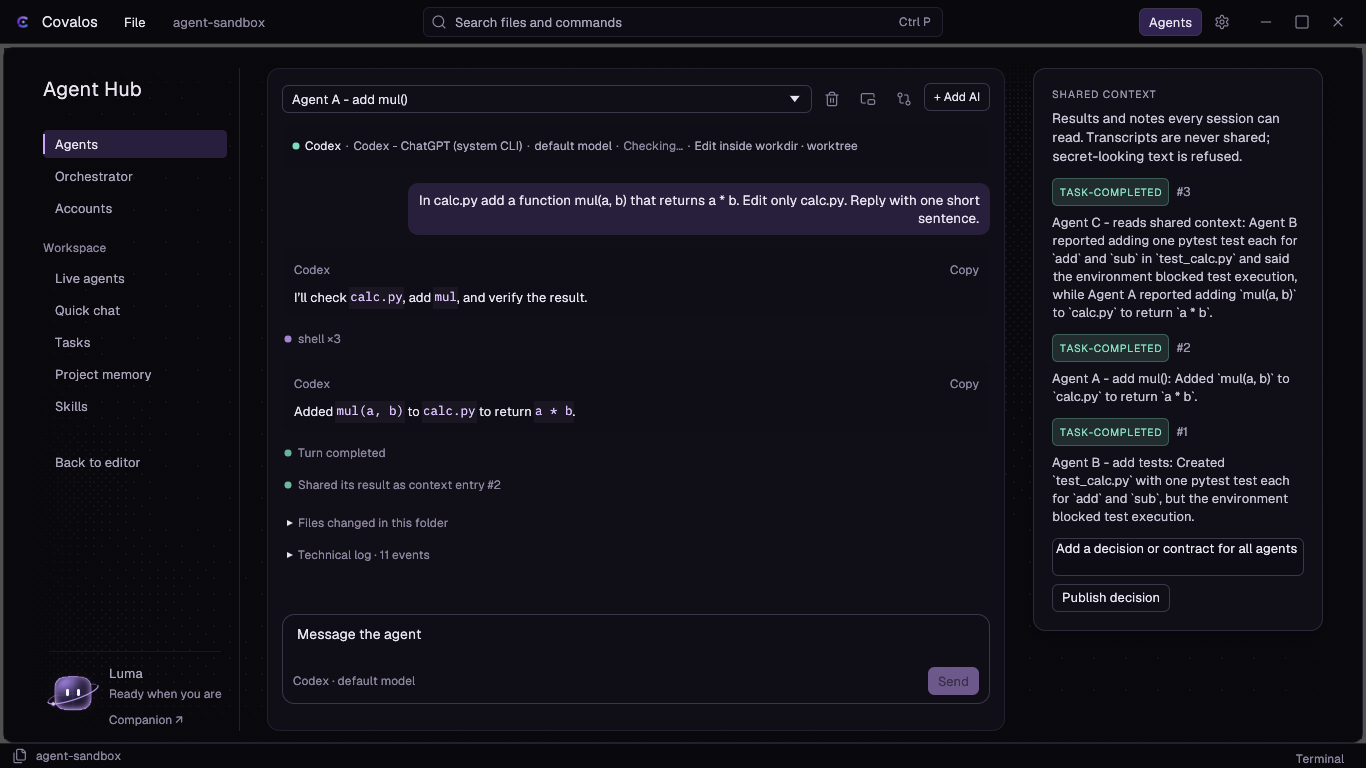 Covalos File agent-sandbox Search files and commands Ctrl P Agents
Agent Hub
Agents
Orchestrator
Accounts
Workspace
Live agents
Quick chat
Tasks
Project memory
Skills
Back to editor
Luma
Ready when you are
Companion ↗
Agent A - add mul()
+ Add AI
Codex · Codex - ChatGPT (system CLI) · default model · Checking… · Edit inside workdir · worktree
In calc.py add a function mul(a, b) that returns a * b. Edit only calc.py. Reply with one short
sentence.
Codex Copy
I’ll check calc.py, add mul, and verify the result.
shell ×3
Codex Copy
Added mul(a, b) to calc.py to return a * b.
Turn completed
Shared its result as context entry #2
Files changed in this folder
Technical log · 11 events
Message the agent
Codex · default model
Send
SHARED CONTEXT
Results and notes every session can
read. Transcripts are never shared;
secret-looking text is refused.
TASK-COMPLETED #3
Agent C - reads shared context: Agent B
reported adding one pytest test each for
`add` and `sub` in `test_calc.py` and said
the environment blocked test execution,
while Agent A reported adding `mul(a, b)`
to `calc.py` to return `a * b`.
TASK-COMPLETED #2
Agent A - add mul(): Added `mul(a, b)` to
`calc.py` to return `a * b`.
TASK-COMPLETED #1
Agent B - add tests: Created
`test_calc.py` with one pytest test each
for `add` and `sub`, but the environment
blocked test execution.
Add a decision or contract for all agents
Publish decision
agent-sandbox
Terminal